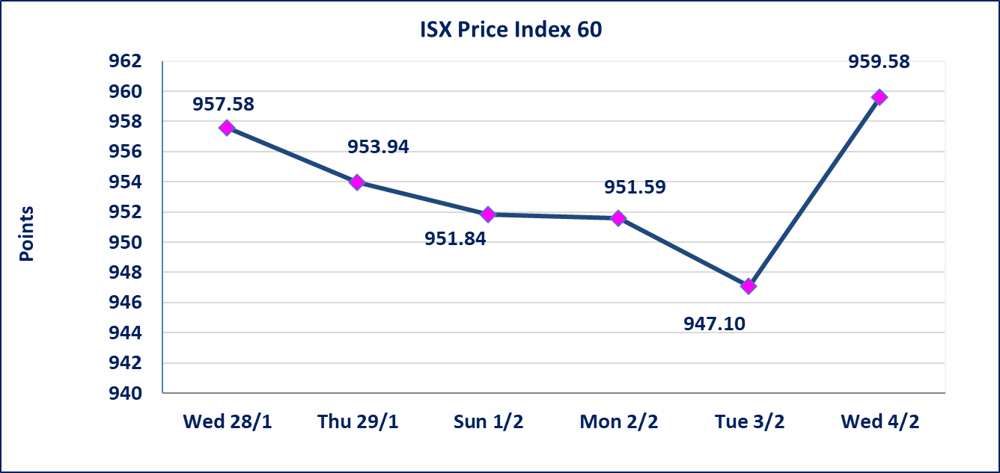 ISX Price Index 60
Points
962
960
958
956
954
952
950
948
946
944
942
940
957.58
953.94
951.84
951.59
947.10
959.58
Wed 28/1
Thu 29/1
Sun 1/2
Mon 2/2
Tue 3/2
Wed 4/2